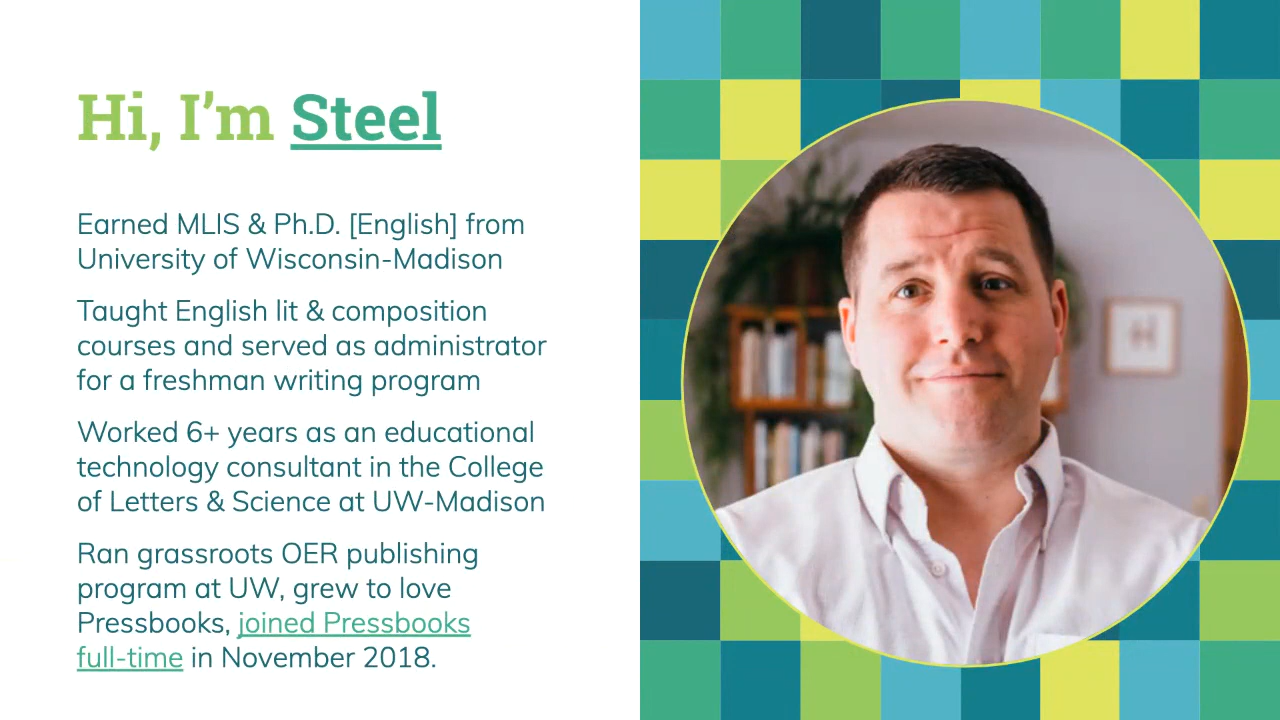 Hi, I’m Steel
Earned MLIS & Ph.D. [English] from
University of Wisconsin-Madison
Taught English lit & composition
courses and served as administrator
for a freshman writing program
Worked 6+ years as an educational
technology consultant in the College
of Letters & Science at UW-Madison
Ran grassroots OER publishing
program at UW, grew to love
Pressbooks, joined Pressbooks
full-time in November 2018.